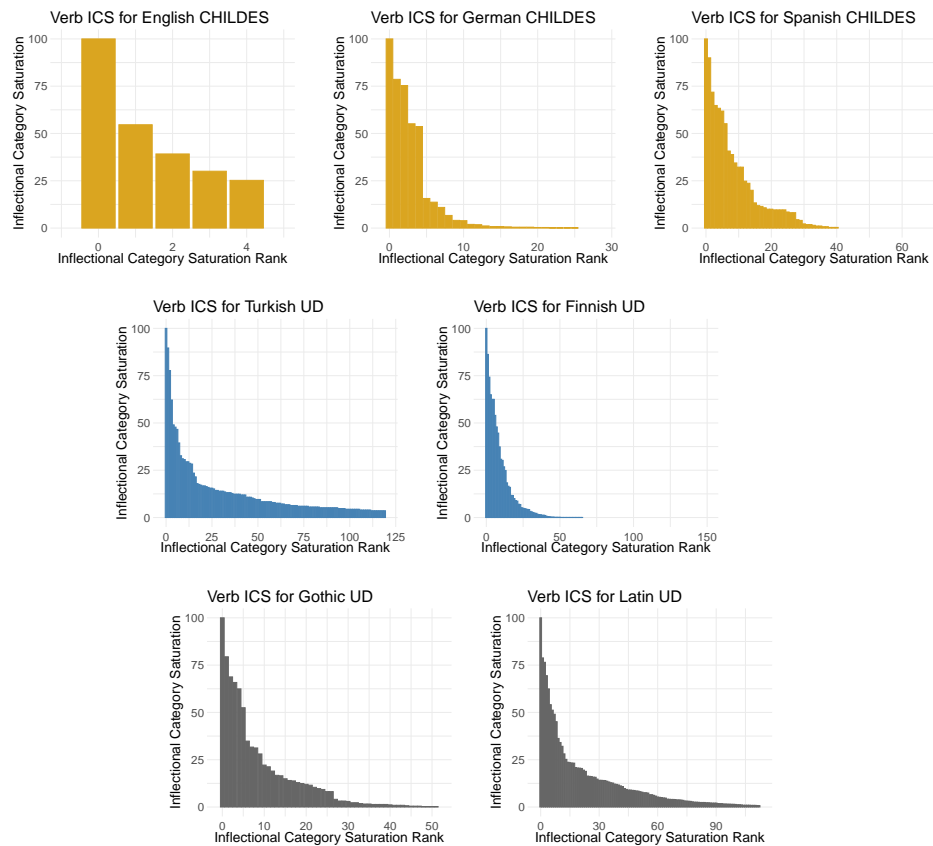 Verb ICS for English CHILDES
Inflectional Category Saturation
100
75
50
25
0
0 2 4
Inflectional Category Saturation Rank
Verb ICS for German CHILDES
Inflectional Category Saturation
100
75
50
25
0
0 10 20 30
Inflectional Category Saturation Rank
Verb ICS for Spanish CHILDES
Inflectional Category Saturation
100
75
50
25
0
0 20 40 60
Inflectional Category Saturation Rank
Verb ICS for Turkish UD
Inflectional Category Saturation
100
75
50
25
0
0 25 50 75 100 125
Inflectional Category Saturation Rank
Verb ICS for Finnish UD
Inflectional Category Saturation
100
75
50
25
0
0 50 100 150
Inflectional Category Saturation Rank
Verb ICS for Gothic UD
Inflectional Category Saturation
100
75
50
25
0
0 10 20 30 40 50
Inflectional Category Saturation Rank
Verb ICS for Latin UD
Inflectional Category Saturation
100
75
50
25
0
0 30 60 90
Inflectional Category Saturation Rank